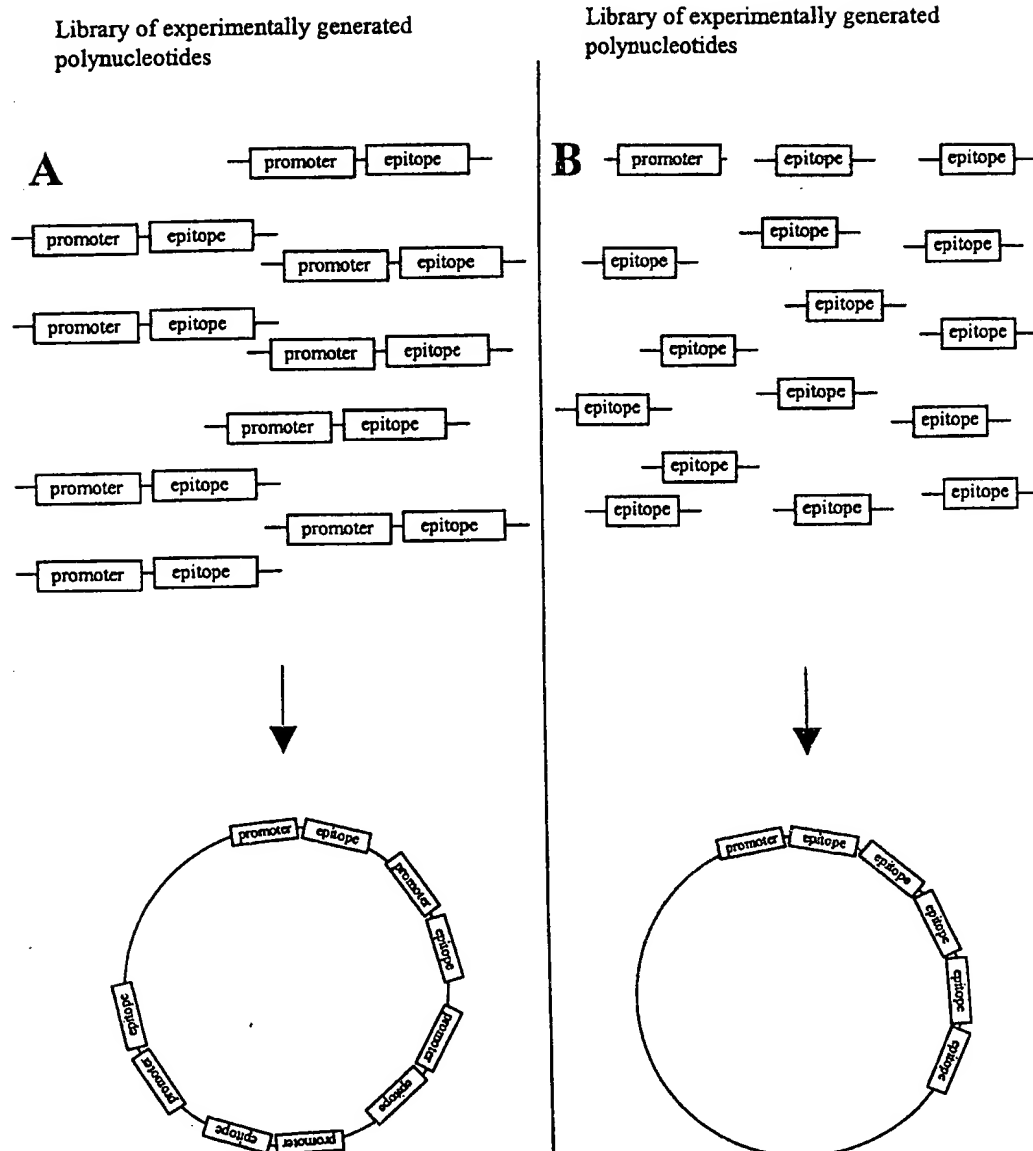 Library of experimentally generated
polynucleotides
A
promoter epitope
promoter epitope
promoter epitope
promoter epitope
promoter epitope
promoter epitope
promoter epitope
promoter epitope
promoter epitope
promoter epitope
promoter epitope
promoter epitope
promoter epitope
promoter epitope
Library of experimentally generated
polynucleotides
B
promoter epitope epitope
epitope
epitope
epitope
epitope
epitope
epitope
epitope
epitope
epitope
epitope
epitope
epitope
epitope
promoter epitope epitope epitope epitope epitope